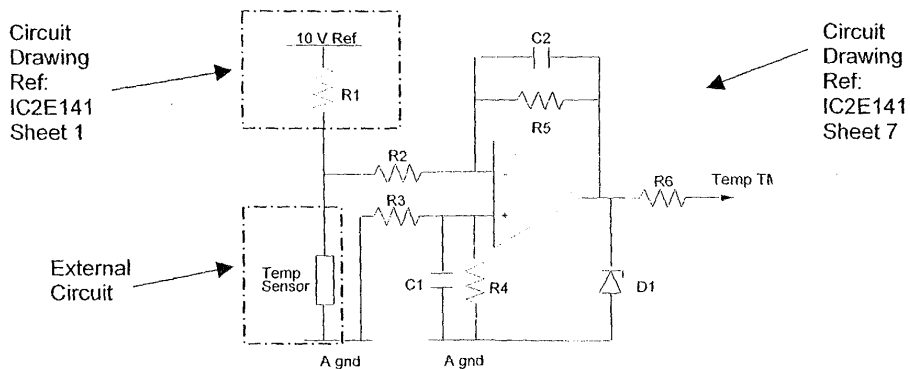 Circuit
Drawing
Ref:
IC2E141
Sheet 1
10 V Ref
R1
C2
R5
Circuit
Drawing
Ref:
IC2E141
Sheet 7
R2
R3
-
+
R6
Temp TM
External
Circuit
Temp
Sensor
C1
R4
D1
A gnd
A gnd